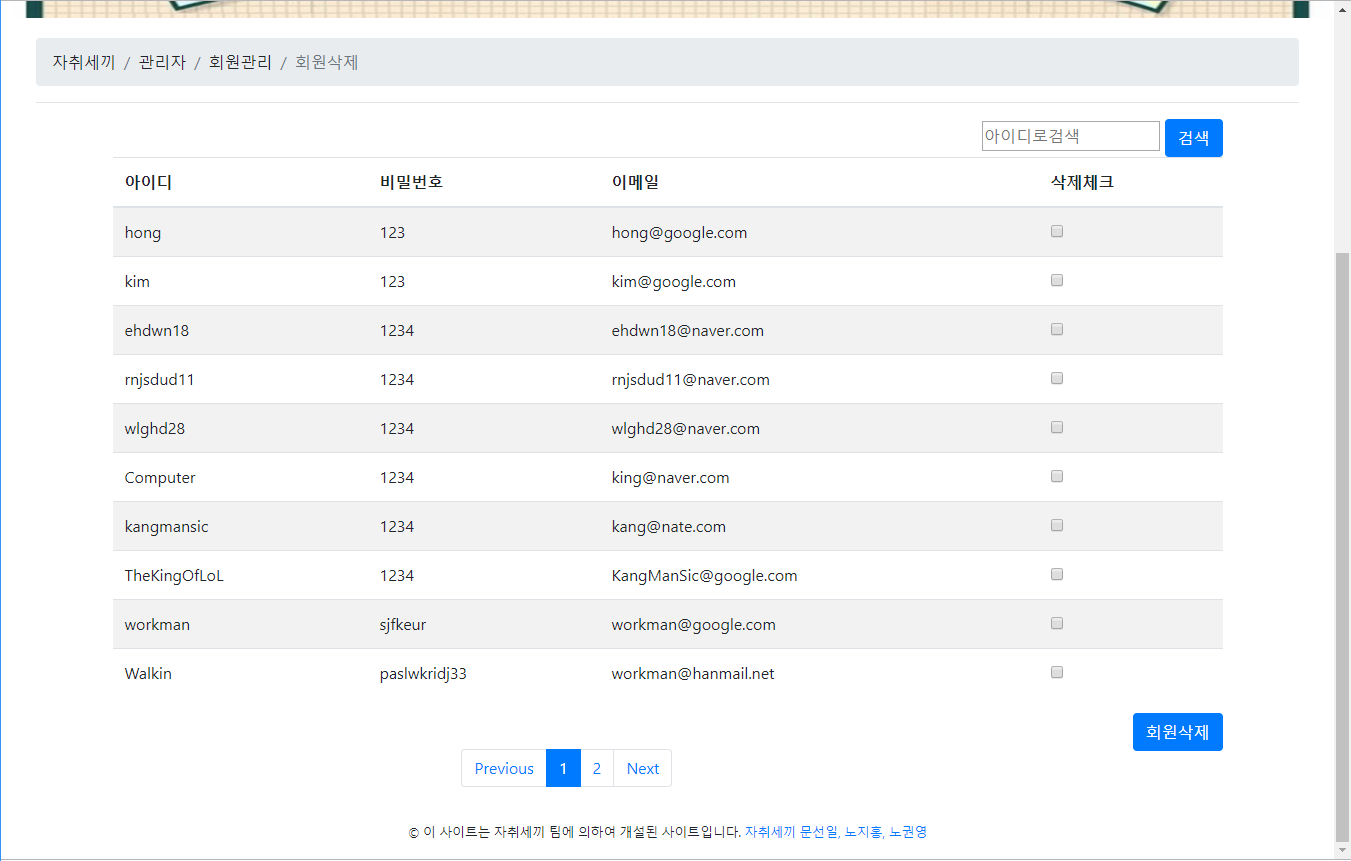 자취세끼 / 관리자 / 회원관리 / 회원삭제
아이디로검색 검색
아이디 비밀번호 이메일 삭제체크
hong 123 hong@google.com
kim 123 kim@google.com
ehdwn18 1234 ehdwn18@naver.com
rnjsdud11 1234 rnjsdud11@naver.com
wlghd28 1234 wlghd28@naver.com
Computer 1234 king@naver.com
kangmansic 1234 kang@nate.com
TheKingOfLoL 1234 KangManSic@google.com
workman sjfkeur workman@google.com
Walkin paslwkridj33 workman@hanmail.net
회원삭제
Previous 1 2 Next
© 이 사이트는 자취세끼 팀에 의하여 개설된 사이트입니다. 자취세끼 문선일, 노지홍, 노권영